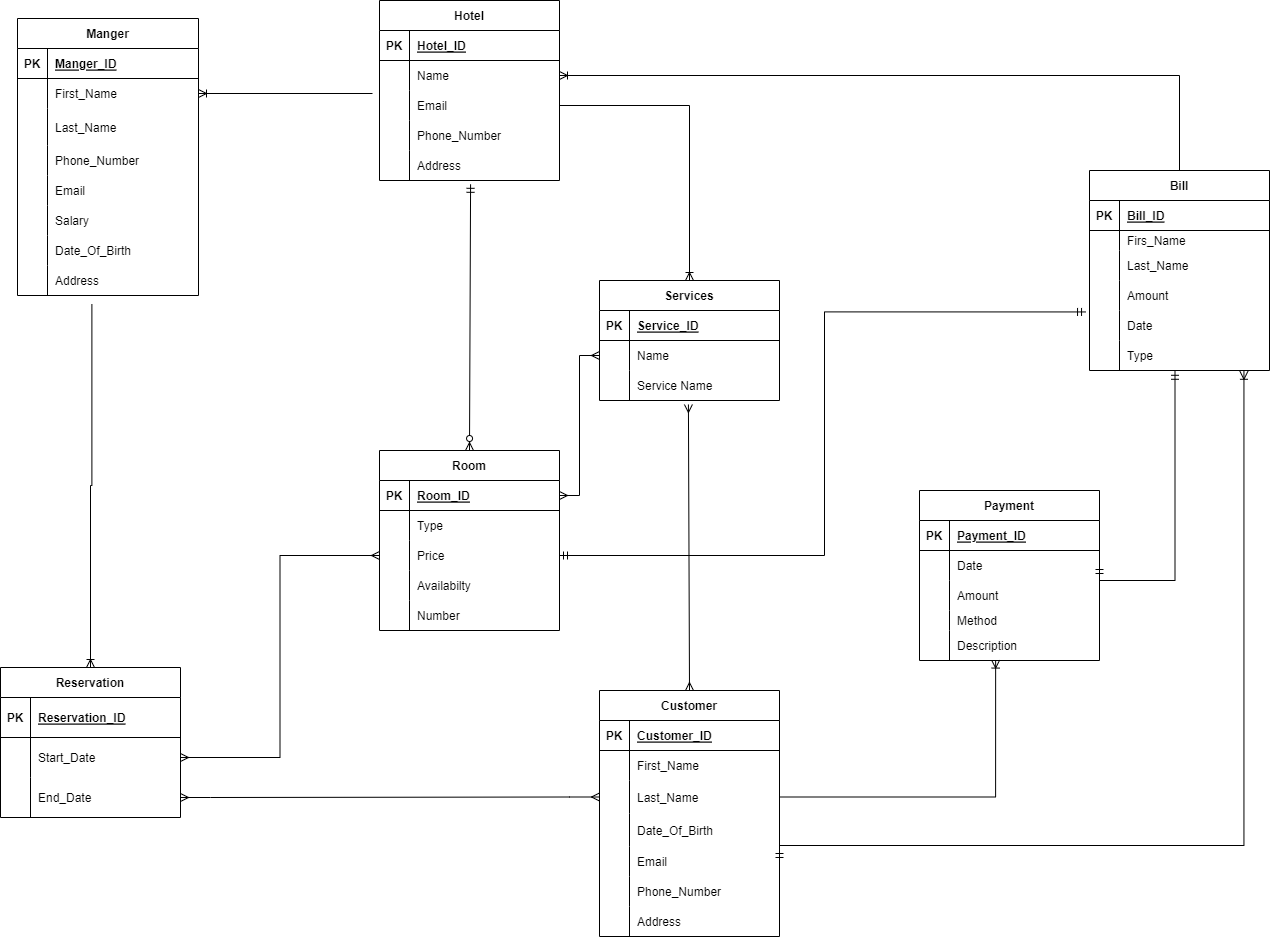 Manger
PK Manger_ID
First_Name
Last_Name
Phone_Number
Email
Salary
Date_Of_Birth
Address
Hotel
PK Hotel_ID
Name
Email
Phone_Number
Address
Bill
PK Bill_ID
Firs_Name
Last_Name
Amount
Date
Type
Services
PK Service_ID
Name
Service Name
Room
PK Room_ID
Type
Price
Availabilty
Number
Payment
PK Payment_ID
Date
Amount
Method
Description
Reservation
PK Reservation_ID
Start_Date
End_Date
Customer
PK Customer_ID
First_Name
Last_Name
Date_Of_Birth
Email
Phone_Number
Address